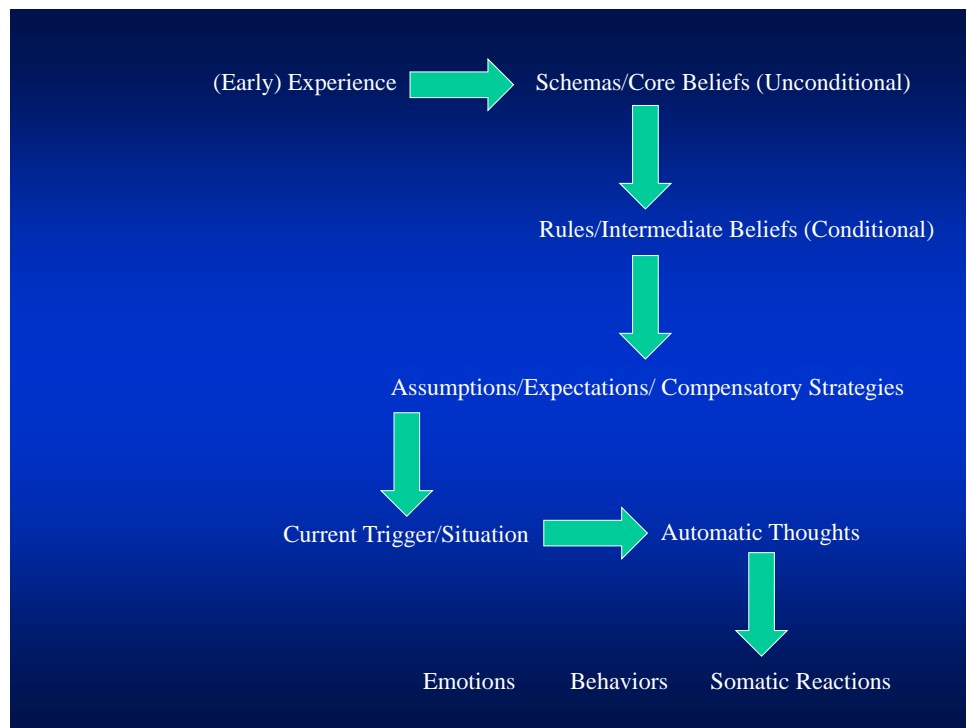 (Early) Experience
Schemas/Core Beliefs (Unconditional)
Rules/Intermediate Beliefs (Conditional)
Assumptions/Expectations/ Compensatory Strategies
Current Trigger/Situation
Automatic Thoughts
Emotions
Behaviors
Somatic Reactions